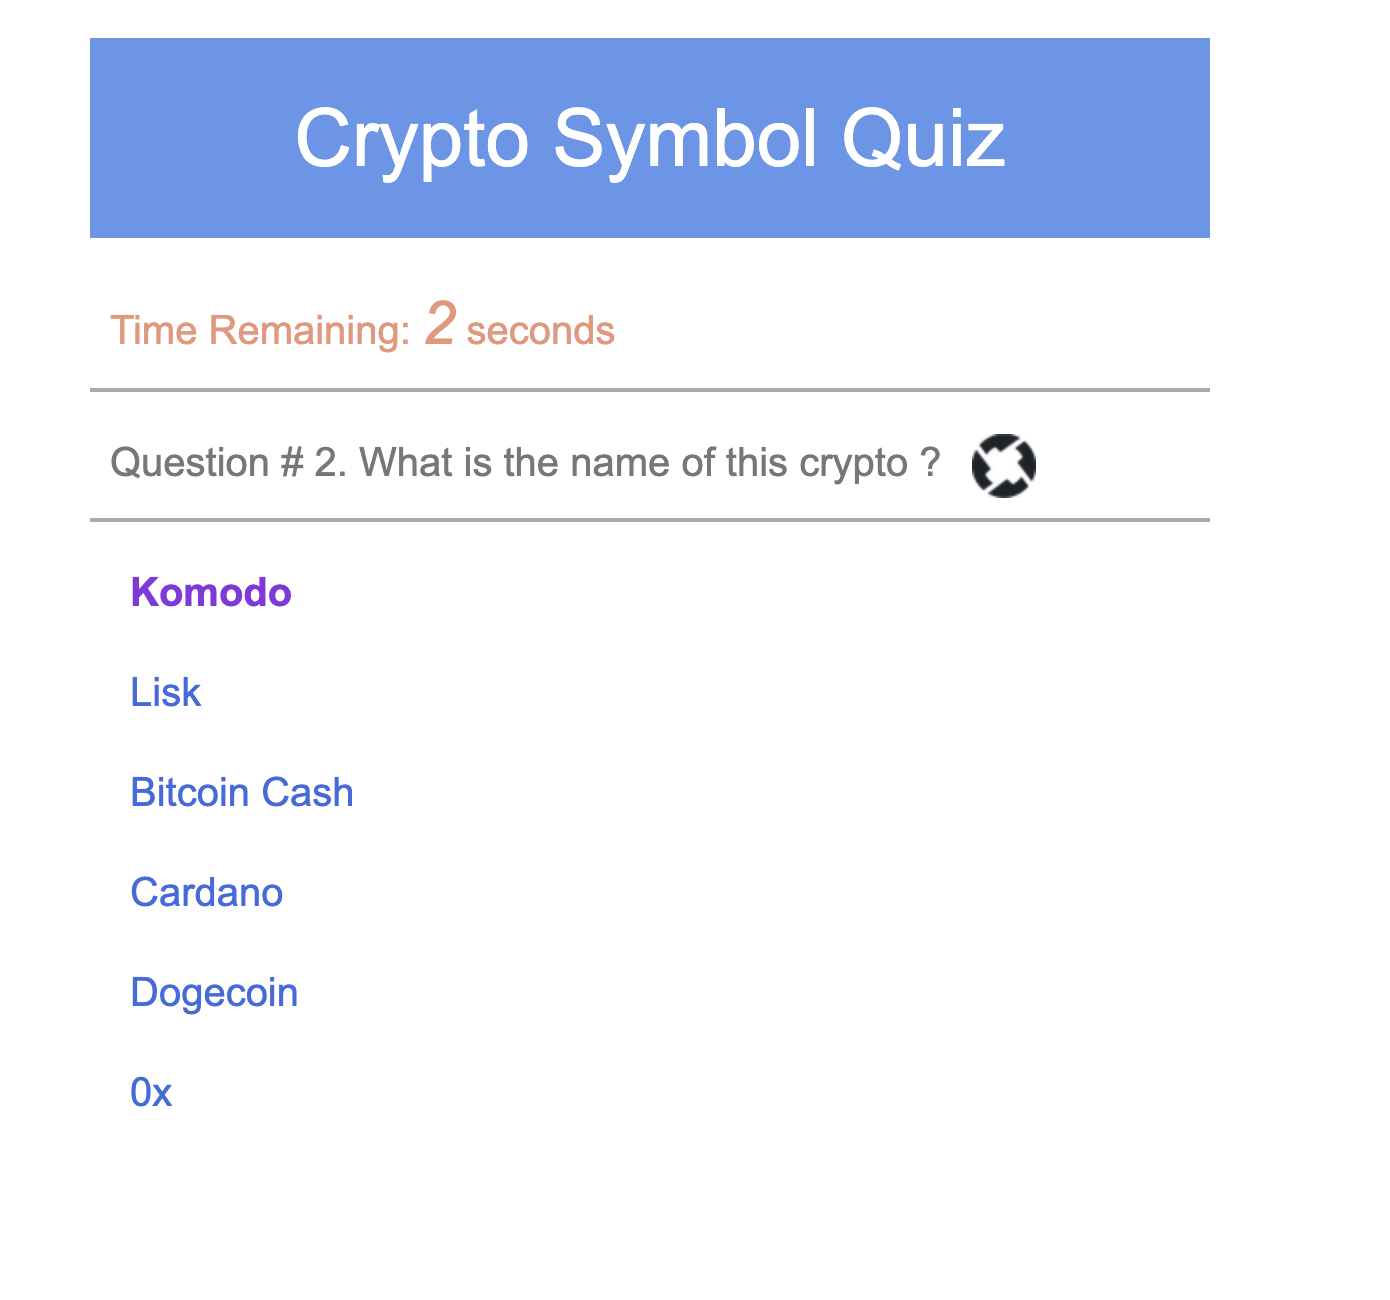 Crypto Symbol Quiz
Time Remaining: 2 seconds
Question # 2. What is the name of this crypto ?
Komodo
Lisk
Bitcoin Cash
Cardano
Dogecoin
0x